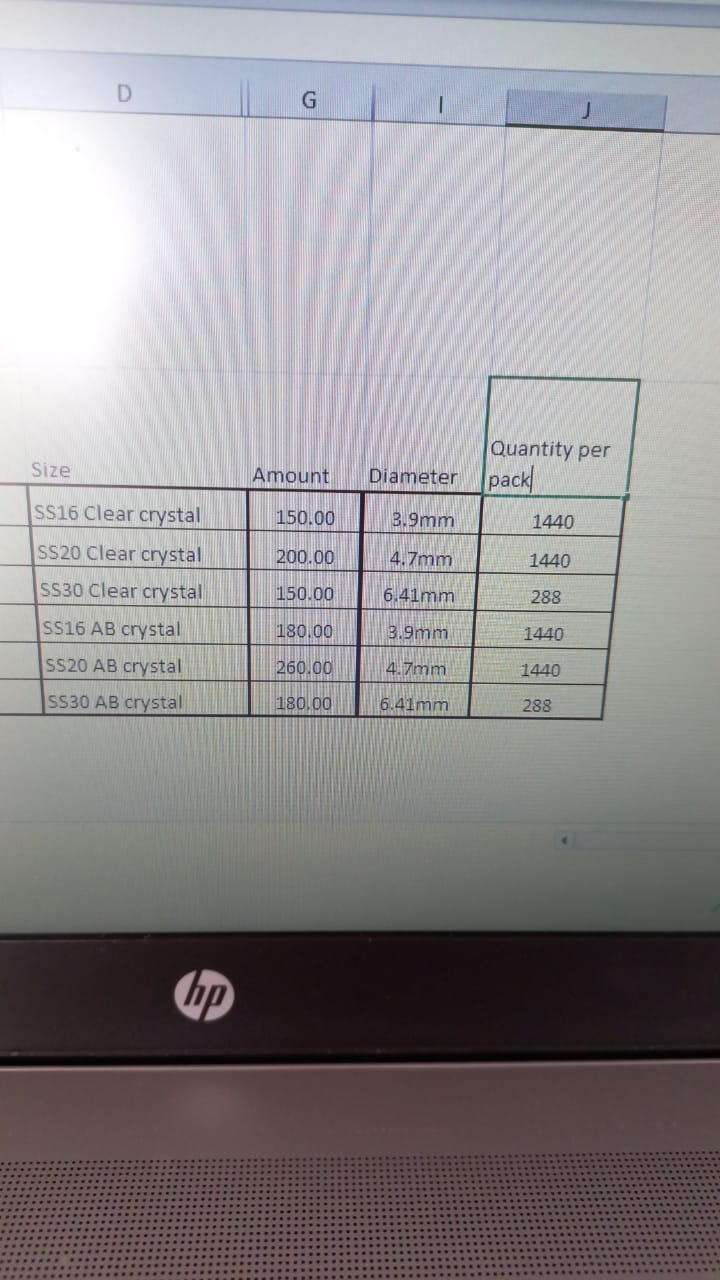 D G I J
Quantity per
Size Amount Diameter pack
SS16 Clear crystal 150.00 3.9mm 1440
SS20 Clear crystal 200.00 4.7mm 1440
SS30 Clear crystal 150.00 6.41mm 288
SS16 AB crystal 180.00 3.9mm 1440
SS20 AB crystal 260.00 4.7mm 1440
SS30 AB crystal 180.00 6.41mm 288
hp